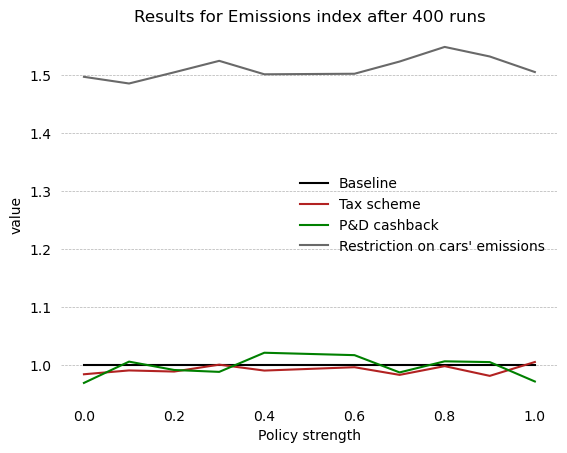 Results for Emissions index after 400 runs
value
1.5
1.4
1.3
1.2
1.1
1.0
Baseline
Tax scheme
P&D cashback
Restriction on cars' emissions
0.0 0.2 0.4 0.6 0.8 1.0
Policy strength